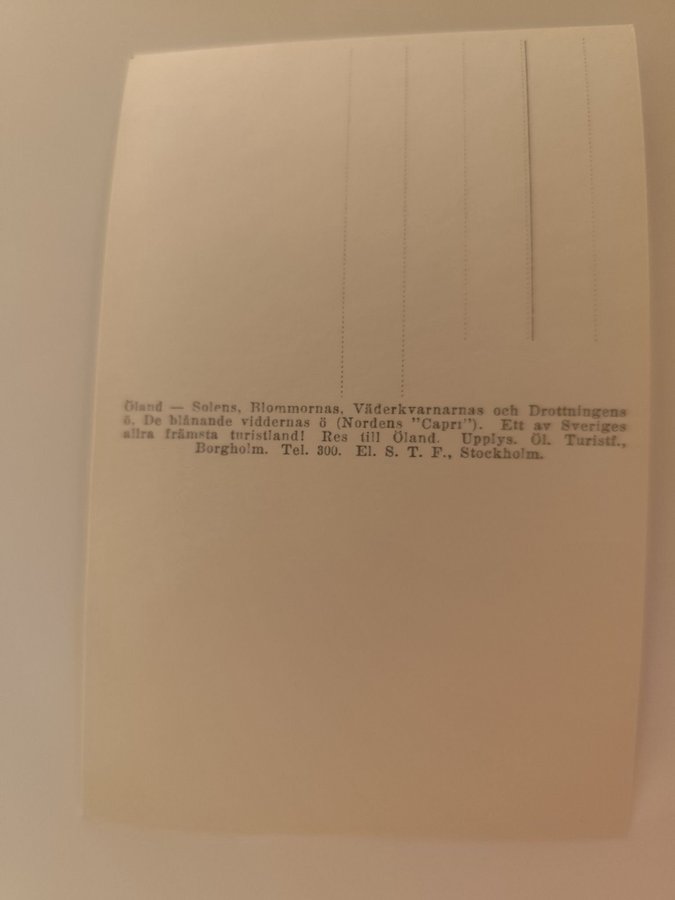 Öland — Solens, Blommornas, Väderkvarnarnas och Drottningens
ö. De blånande viddernas ö (Nordens "Capri"). Ett av Sveriges
allra främsta turistland! Res till Öland. Upplys. Öl. Turistf.,
Borgholm. Tel. 300. El. S. T. F., Stockholm.